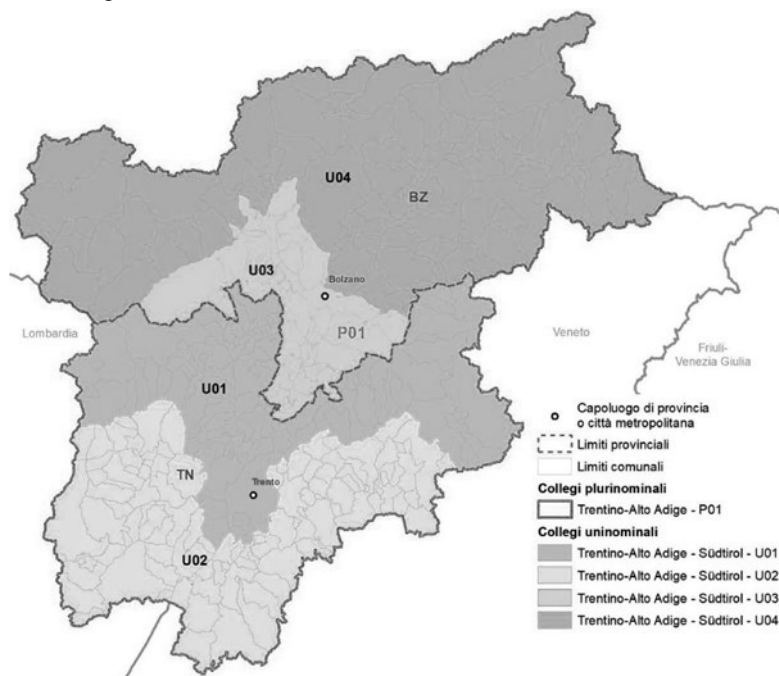 U04
BZ
U03
Bolzano
P01
Lombardia
Veneto
Friuli-
Venezia Giulia
U01
TN
Trento
U02
Capoluogo di provincia
o città metropolitana
Limiti provinciali
Limiti comunali
Collegi plurinominali
Trentino-Alto Adige - P01
Collegi uninominali
Trentino-Alto Adige - Südtirol - U01
Trentino-Alto Adige - Südtirol - U02
Trentino-Alto Adige - Südtirol - U03
Trentino-Alto Adige - Südtirol - U04